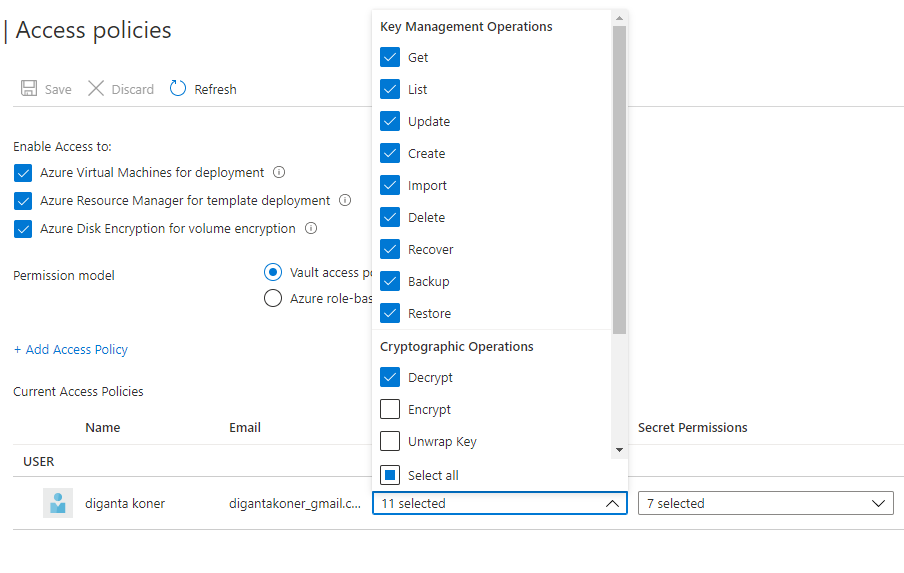 | Access policies
Save Discard Refresh
Enable Access to:
Azure Virtual Machines for deployment
Azure Resource Manager for template deployment
Azure Disk Encryption for volume encryption
Permission model
Vault access po
Azure role-bas
+ Add Access Policy
Current Access Policies
Name Email Secret Permissions
USER
diganta koner digantakoner_gmail.c... 11 selected 7 selected
Key Management Operations
Get
List
Update
Create
Import
Delete
Recover
Backup
Restore
Cryptographic Operations
Decrypt
Encrypt
Unwrap Key
Select all